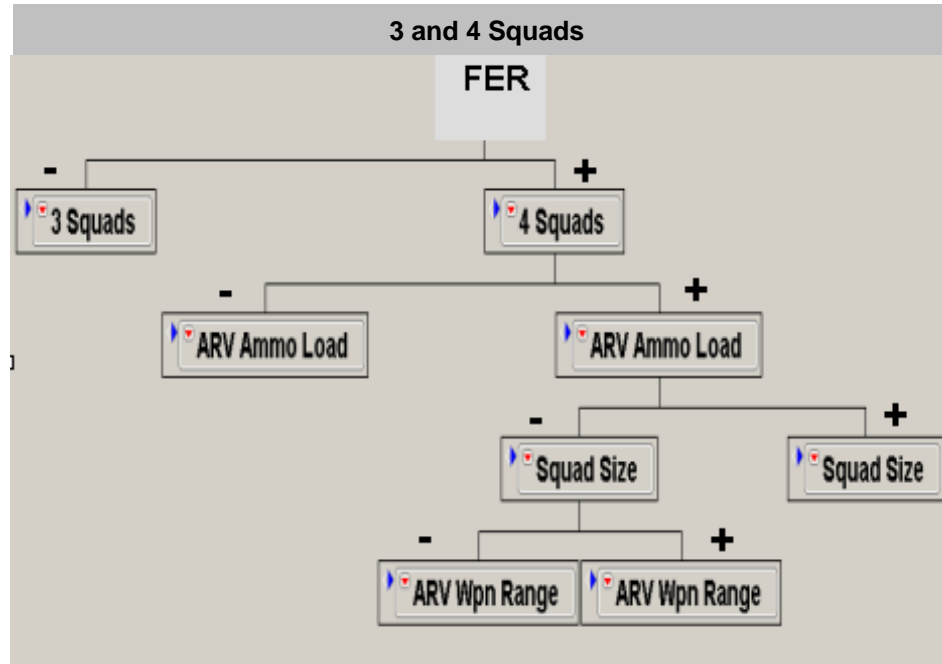 3 and 4 Squads
FER
- +
3 Squads 4 Squads
- +
ARV Ammo Load ARV Ammo Load
- +
Squad Size Squad Size
- +
ARV Wpn Range ARV Wpn Range